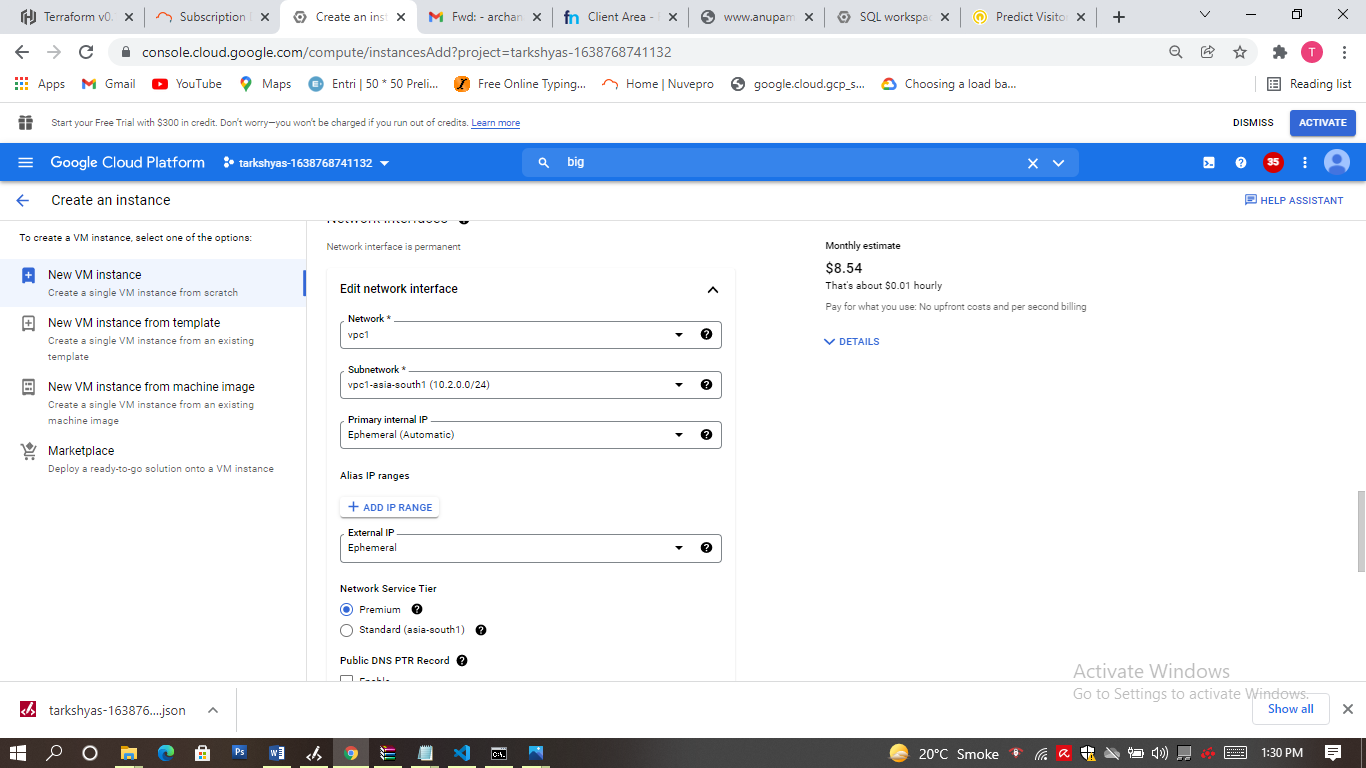 Terraform v0.
Subscription
Create an inst
Fwd: - archan
Client Area -
www.anupam
SQL workspac
Predict Visitor
console.cloud.google.com/compute/instancesAdd?project=tarkshyas-1638768741132
T
Apps
Gmail
YouTube
Maps
Entri | 50 * 50 Preli...
Free Online Typing...
Home | Nuvepro
google.cloud.gcp_s...
Choosing a load ba...
Reading list
Start your Free Trial with $300 in credit. Don't worry—you won't be charged if you run out of credits. Learn more
DISMISS
ACTIVATE
Google Cloud Platform
tarkshyas-1638768741132
big
35
Create an instance
HELP ASSISTANT
To create a VM instance, select one of the options:
New VM instance
Create a single VM instance from scratch
New VM instance from template
Create a single VM instance from an existing
template
New VM instance from machine image
Create a single VM instance from an existing
machine image
Marketplace
Deploy a ready-to-go solution onto a VM instance
Network interfaces
Network interface is permanent
Edit network interface
Network *
vpc1
Subnetwork *
vpc1-asia-south1 (10.2.0.0/24)
Primary internal IP
Ephemeral (Automatic)
Alias IP ranges
ADD IP RANGE
External IP
Ephemeral
Network Service Tier
Premium
Standard (asia-south1)
Public DNS PTR Record
Enable
Monthly estimate
$8.54
That's about $0.01 hourly
Pay for what you use: No upfront costs and per second billing
DETAILS
Activate Windows
Go to Settings to activate Windows.
tarkshyas-163876....json
Show all
20°C Smoke
1:30 PM